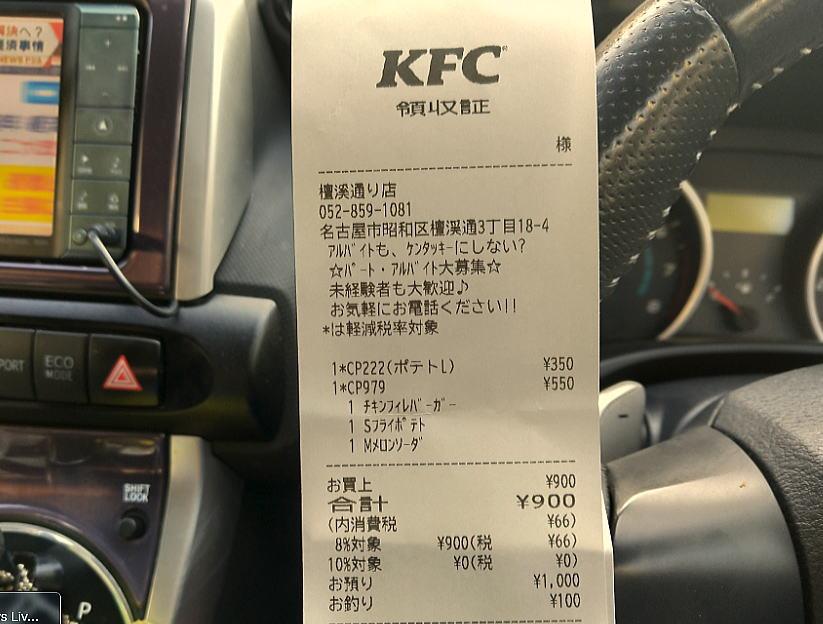 KFC
領収証
様
檀溪通り店
052-859-1081
名古屋市昭和区檀溪通3丁目18-4
ｱﾙﾊﾞｲﾄも、ｹﾝﾀｯｷｰにしない?
☆ﾊﾟｰﾄ・ｱﾙﾊﾞｲﾄ大募集☆
未経験者も大歓迎♪
お気軽にお電話ください!!
*は軽減税率対象
1*CP222(ポテトL) ¥350
1*CP979 ¥550
1 ﾁｷﾝﾌｨﾚﾊﾞｰｶﾞｰ
1 Sﾌﾗｲﾎﾟﾃﾄ
1 Mﾒﾛﾝｿｰﾀﾞ
お買上 ¥900
合計 ¥900
(内消費税 ¥66)
8%対象 ¥900(税 ¥66)
10%対象 ¥0(税 ¥0)
お預り ¥1,000
お釣り ¥100
ECO
MODE
SHIFT
LOCK
P